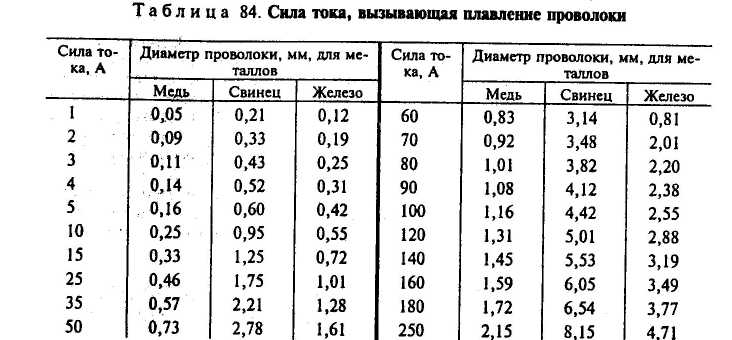 Таблица 84. Сила тока, вызывающая плавление проволоки
Сила то- Диаметр проволоки, мм, для ме- Сила то- Диаметр проволоки, мм, для ме-
ка, А таллов ка, А таллов
Медь Свинец Железо Медь Свинец Железо
1 0,05 0,21 0,12 60 0,83 3,14 0,81
2 0,09 0,33 0,19 70 0,92 3,48 2,01
3 0,11 0,43 0,25 80 1,01 3,82 2,20
4 0,14 0,52 0,31 90 1,08 4,12 2,38
5 0,16 0,60 0,42 100 1,16 4,42 2,55
10 0,25 0,95 0,55 120 1,31 5,01 2,88
15 0,33 1,25 0,72 140 1,45 5,53 3,19
25 0,46 1,75 1,01 160 1,59 6,05 3,49
35 0,57 2,21 1,28 180 1,72 6,54 3,77
50 0,73 2,78 1,61 250 2,15 8,15 4,71